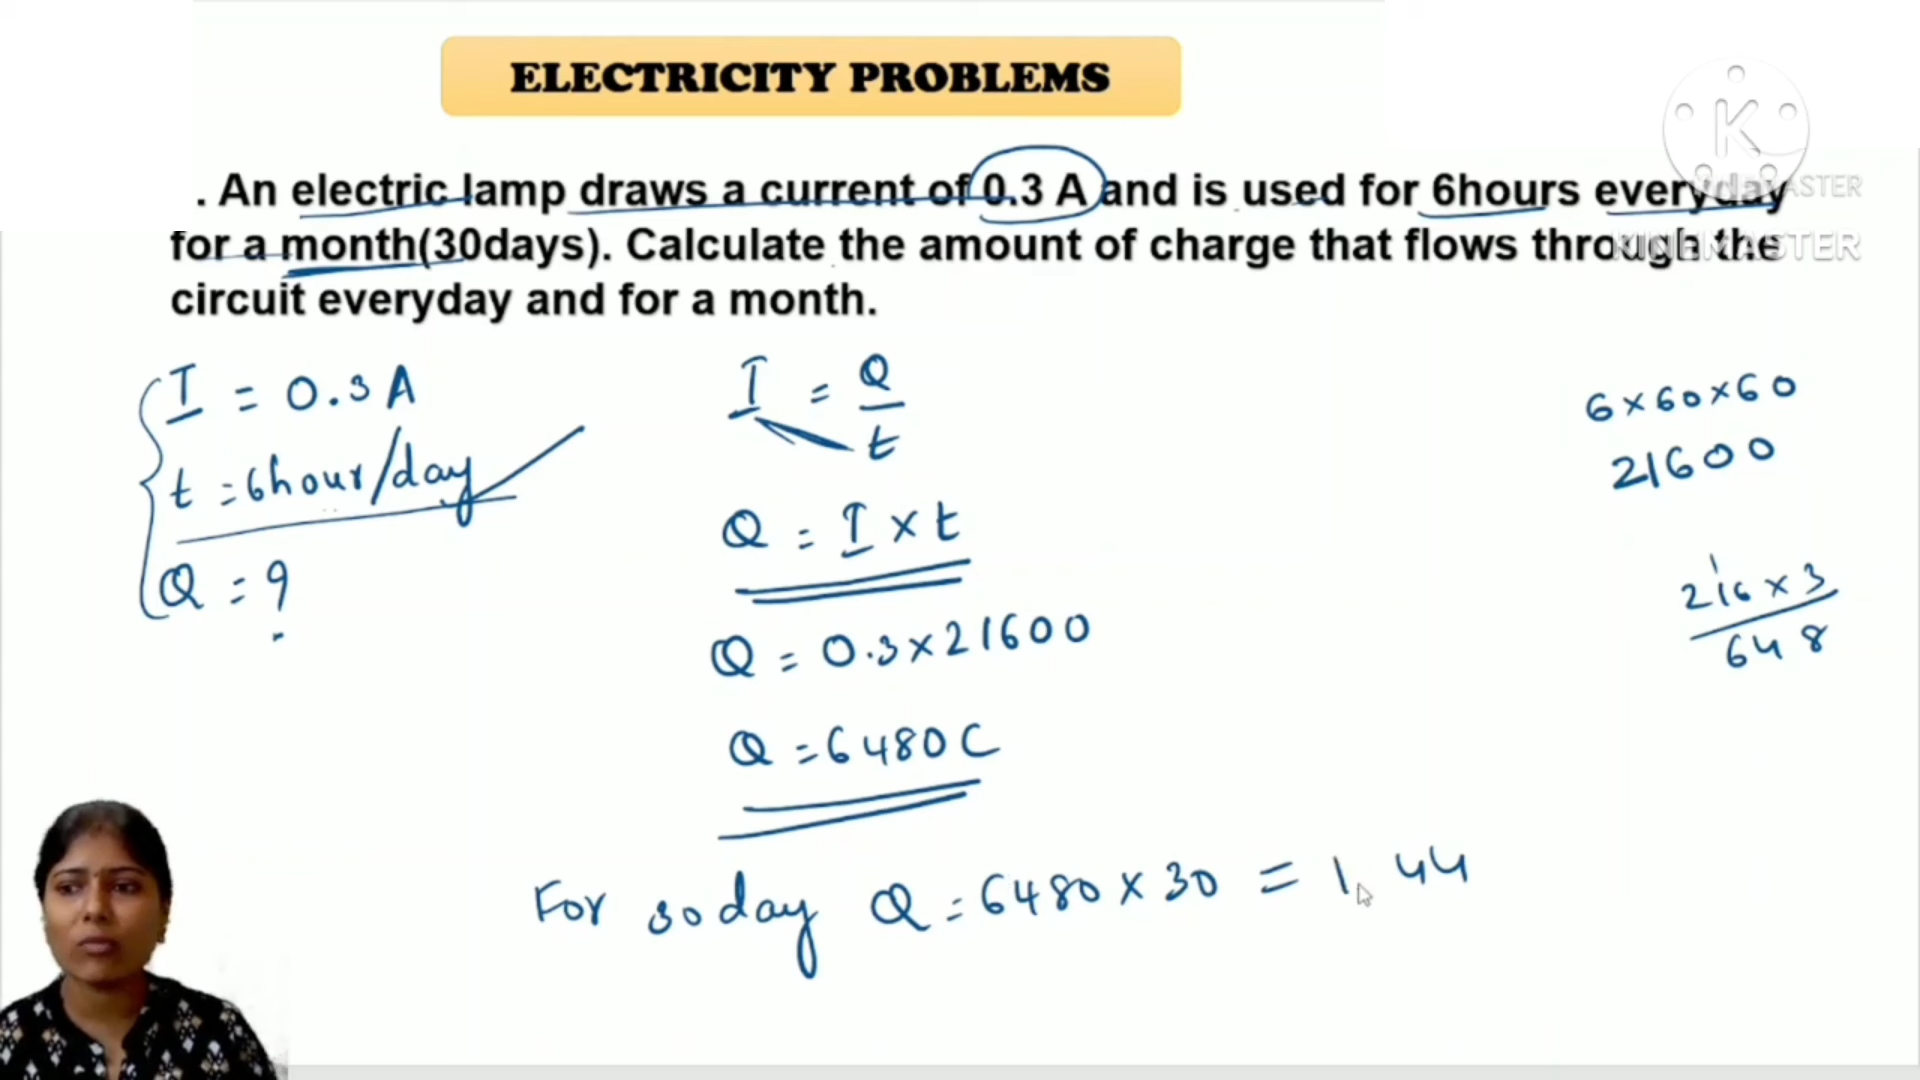 ELECTRICITY PROBLEMS
. An electric lamp draws a current of 0.3 A and is used for 6hours everyday
for a month(30days). Calculate the amount of charge that flows through the
circuit everyday and for a month.
K
KINEMASTER
I = 0.3 A
t = 6hour/day
Q = ?
I = Q/t
Q = I × t
Q = 0.3×21600
Q = 6480 C
6×60×60
21600
1
216 × 3
648
For 30 day Q = 6480 × 30 = 1, 44